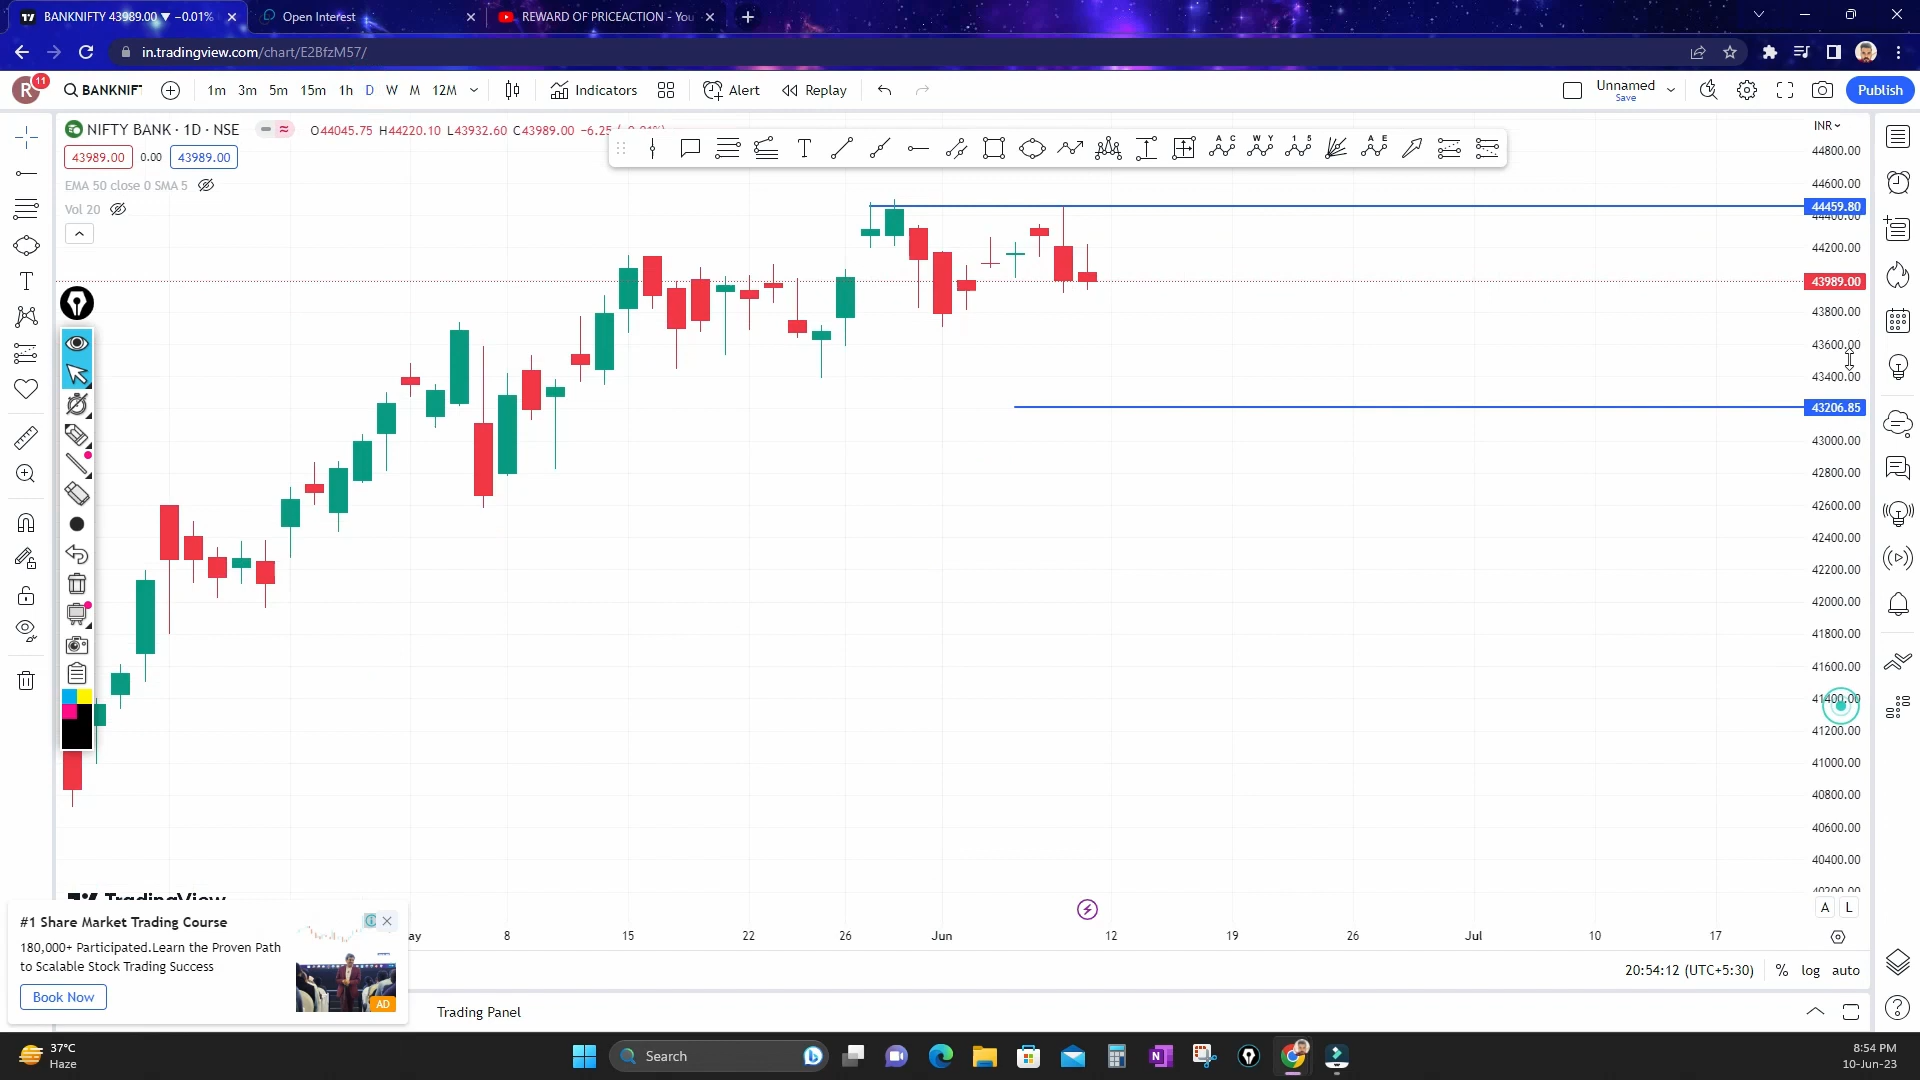 BANKNIFTY 43989.00 ▼ −0.01%
Open Interest
REWARD OF PRICEACTION - You
in.tradingview.com/chart/E2BfzM57/
R
11
BANKNIF
1m 3m 5m 15m 1h D W M 12M
Indicators
Alert
Replay
Unnamed
Save
Publish
NIFTY BANK · 1D · NSE
O44045.75 H44220.10 L43932.60 C43989.00 −6.25
INR
43989.00 0.00 43989.00
EMA 50 close 0 SMA 5
Vol 20
44800.00
44600.00
44459.80
44400.00
44200.00
43989.00
43800.00
43600.00
43400.00
43206.85
43000.00
42800.00
42600.00
42400.00
42200.00
42000.00
41800.00
41600.00
41400.00
41200.00
41000.00
40800.00
40600.00
40400.00
40200.00
A L
TradingView
ay 8 15 22 26 Jun 12 19 26 Jul 10 17
#1 Share Market Trading Course
180,000+ Participated.Learn the Proven Path
to Scalable Stock Trading Success
Book Now
AD
20:54:12 (UTC+5:30) % log auto
Trading Panel
37°C
Haze
Search
8:54 PM
10-Jun-23